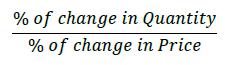 % of change in Quantity
% of change in Price